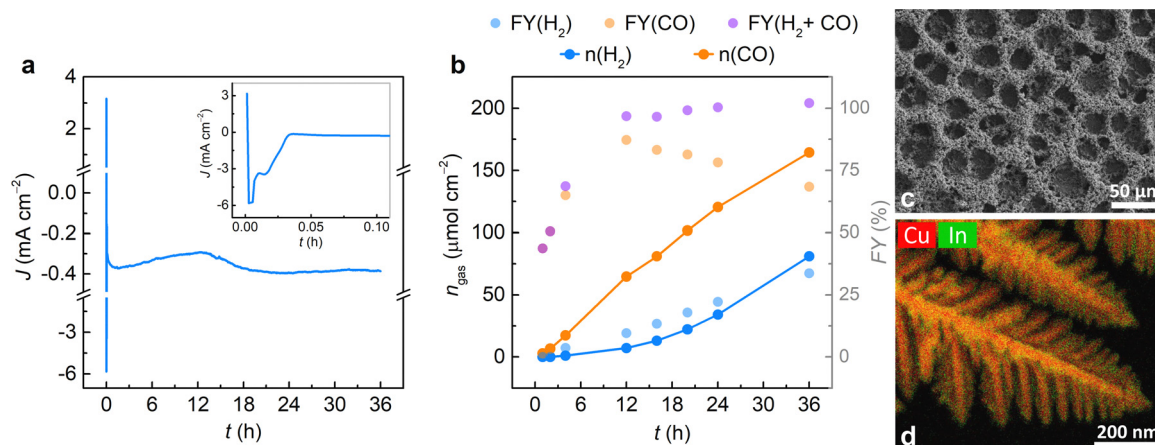 FY(H₂) FY(CO) FY(H₂+ CO)
n(H₂) n(CO)
a
4
2
0.0
−0.2
−0.4
−3
−6
J (mA cm⁻²)
0 6 12 18 24 30 36
t (h)
3
0
−3
−6
J (mA cm⁻²)
0.00 0.05 0.10
t (h)
b
200
150
100
50
0
n_gas (μmol cm⁻²)
100
75
50
25
0
FY (%)
0 6 12 18 24 30 36
t (h)
c
50 μm
Cu In
d
200 nm